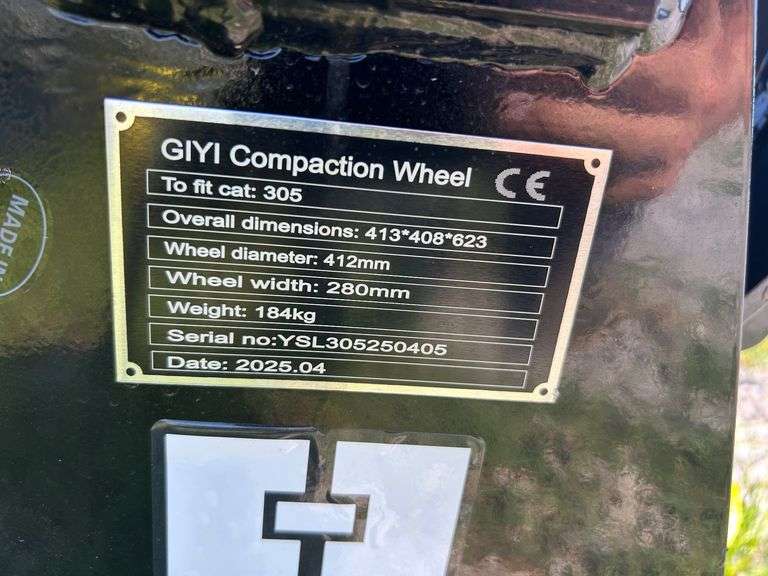 GIYI Compaction Wheel CE
To fit cat: 305
Overall dimensions: 413*408*623
Wheel diameter: 412mm
Wheel width: 280mm
Weight: 184kg
Serial no:YSL305250405
Date: 2025.04
MADE IN